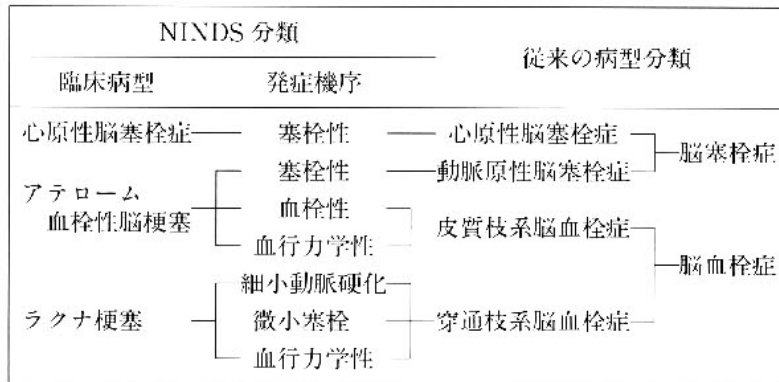 NINDS 分類
従来の病型分類
臨床病型 発症機序
心原性脳塞栓症 塞栓性 心原性脳塞栓症
脳塞栓症
塞栓性 動脈原性脳塞栓症
アテローム
血栓性脳梗塞
血栓性
皮質枝系脳血栓症
血行力学性
脳血栓症
細小動脈硬化
ラクナ梗塞 微小塞栓 穿通枝系脳血栓症
血行力学性